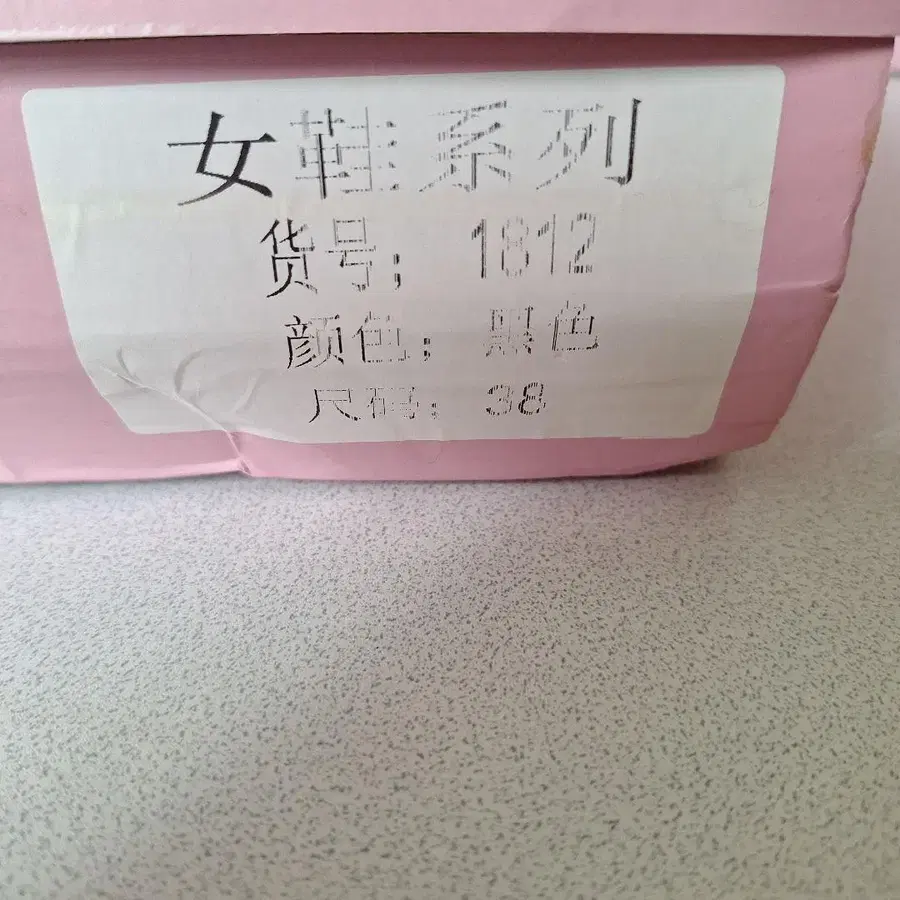 女鞋系列
货号： 1812
颜色： 黑色
尺码： 38